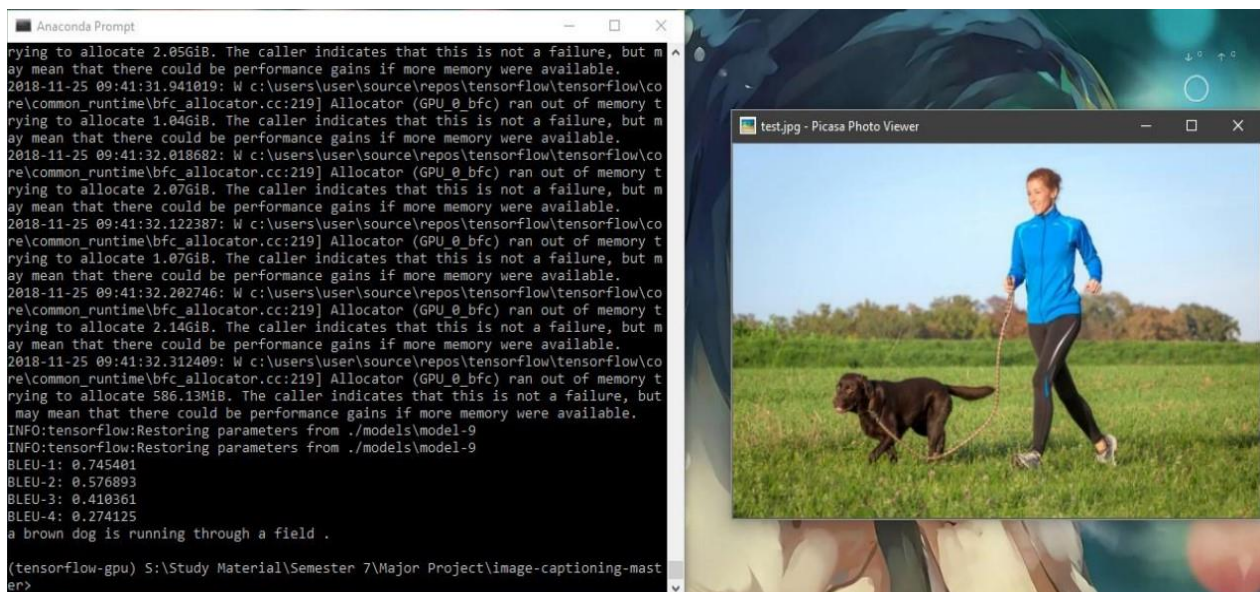 Anaconda Prompt
rying to allocate 2.05GiB. The caller indicates that this is not a failure, but m
ay mean that there could be performance gains if more memory were available.
2018-11-25 09:41:31.941019: W c:\users\user\source\repos\tensorflow\tensorflow\co
re\common_runtime\bfc_allocator.cc:219] Allocator (GPU_0_bfc) ran out of memory t
rying to allocate 1.04GiB. The caller indicates that this is not a failure, but m
ay mean that there could be performance gains if more memory were available.
2018-11-25 09:41:32.018682: W c:\users\user\source\repos\tensorflow\tensorflow\co
re\common_runtime\bfc_allocator.cc:219] Allocator (GPU_0_bfc) ran out of memory t
rying to allocate 2.07GiB. The caller indicates that this is not a failure, but m
ay mean that there could be performance gains if more memory were available.
2018-11-25 09:41:32.122387: W c:\users\user\source\repos\tensorflow\tensorflow\co
re\common_runtime\bfc_allocator.cc:219] Allocator (GPU_0_bfc) ran out of memory t
rying to allocate 1.07GiB. The caller indicates that this is not a failure, but m
ay mean that there could be performance gains if more memory were available.
2018-11-25 09:41:32.202746: W c:\users\user\source\repos\tensorflow\tensorflow\co
re\common_runtime\bfc_allocator.cc:219] Allocator (GPU_0_bfc) ran out of memory t
rying to allocate 2.14GiB. The caller indicates that this is not a failure, but m
ay mean that there could be performance gains if more memory were available.
2018-11-25 09:41:32.312409: W c:\users\user\source\repos\tensorflow\tensorflow\co
re\common_runtime\bfc_allocator.cc:219] Allocator (GPU_0_bfc) ran out of memory t
rying to allocate 586.13MiB. The caller indicates that this is not a failure, but
 may mean that there could be performance gains if more memory were available.
INFO:tensorflow:Restoring parameters from ./models\model-9
INFO:tensorflow:Restoring parameters from ./models\model-9
BLEU-1: 0.745401
BLEU-2: 0.576893
BLEU-3: 0.410361
BLEU-4: 0.274125
a brown dog is running through a field .
(tensorflow-gpu) S:\Study Material\Semester 7\Major Project\image-captioning-mast
er>
test.jpg - Picasa Photo Viewer